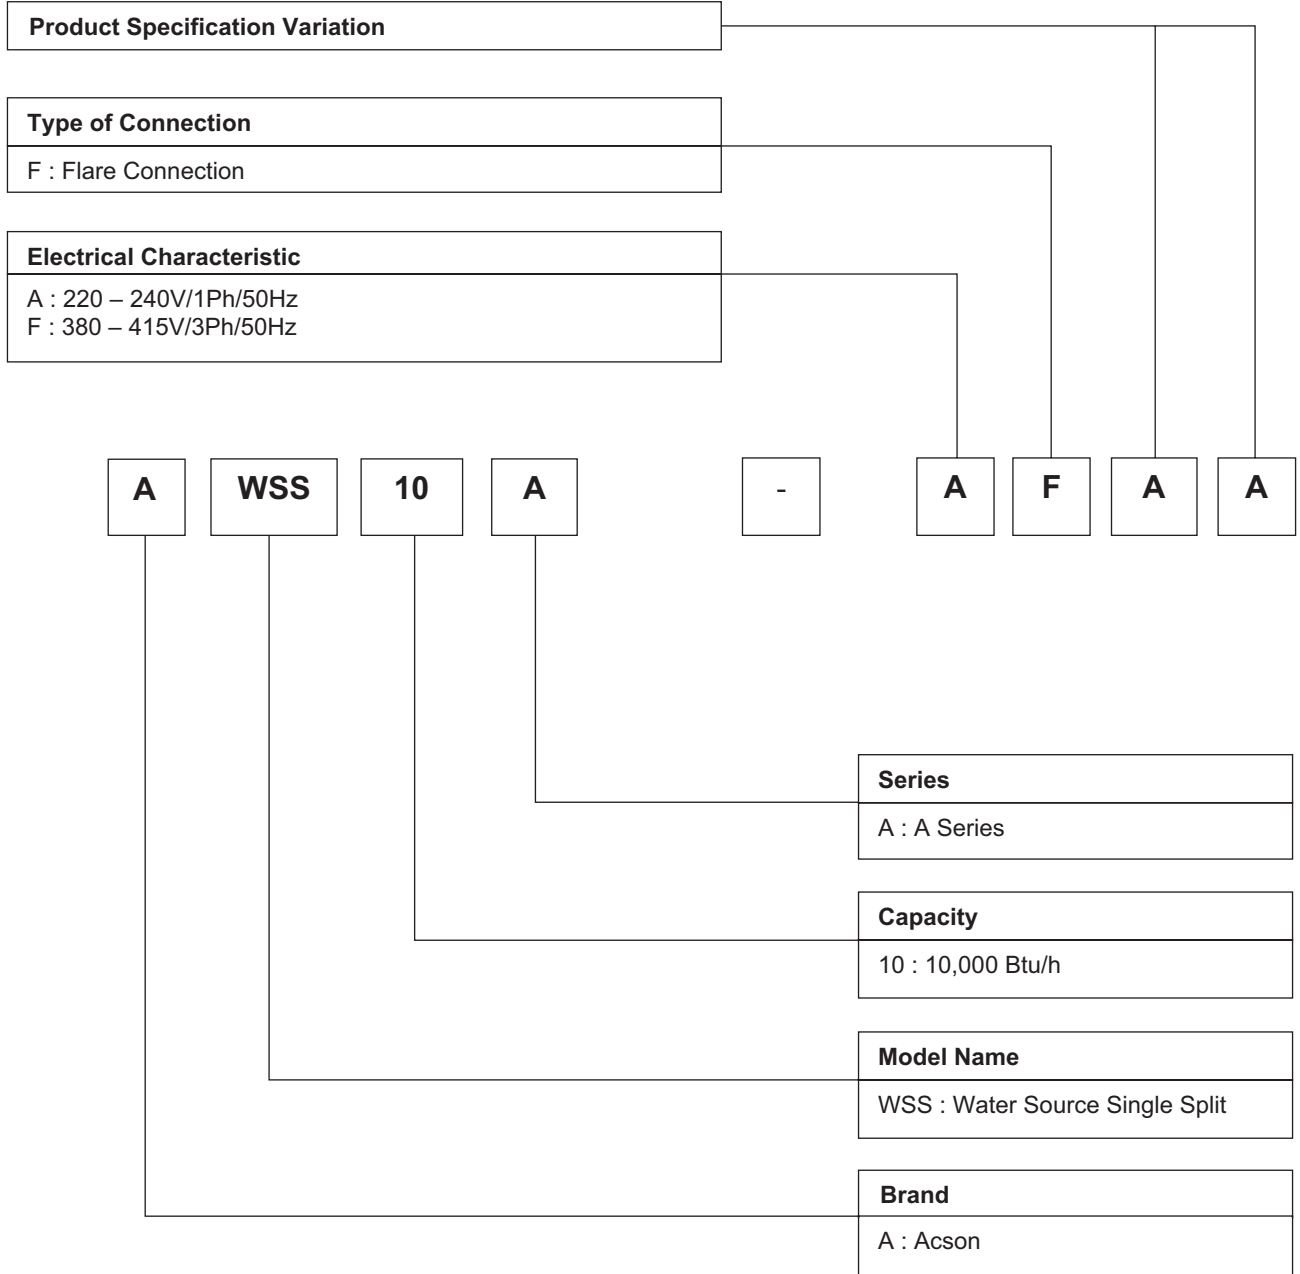 Product Specification Variation
Type of Connection
F : Flare Connection
Electrical Characteristic
A : 220 – 240V/1Ph/50Hz
F : 380 – 415V/3Ph/50Hz
A WSS 10 A - A F A A
Series
A : A Series
Capacity
10 : 10,000 Btu/h
Model Name
WSS : Water Source Single Split
Brand
A : Acson